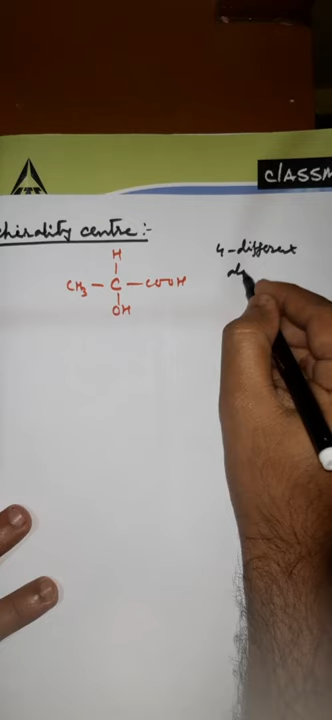 CLASSM
chirality centre :-
4-different
H
CH₃ — C — COOH
OH